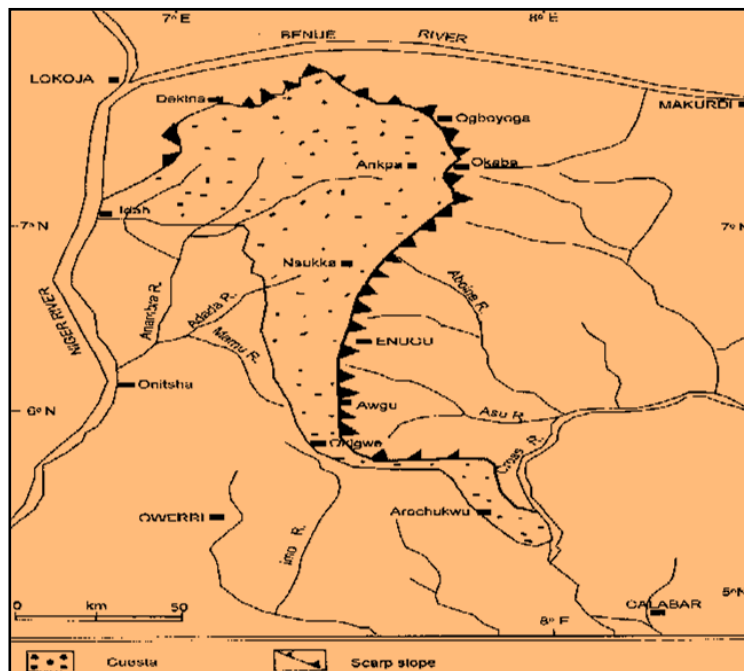 7° E
8° E
BENUE RIVER
LOKOJA
Dekina
MAKURDI
Ogboyoga
Ankpa
Okaba
Idah
7° N
7° N
Nsukka
Anambra R.
Adada R.
Aboine R.
NIGER RIVER
Mamu R.
ENUGU
Onitsha
6° N
Awgu
Asu R.
Okigwe
Cross R.
OWERRI
Imo R.
Arochukwu
5° N
0 km 50
CALABAR
8° E
Cuesta
Scarp slope